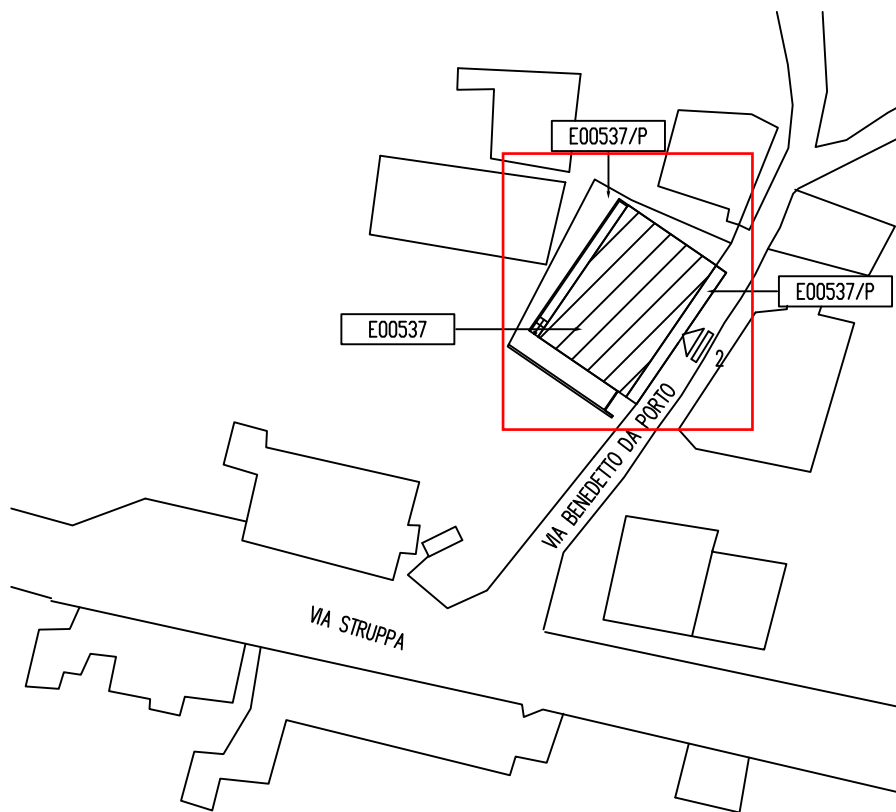 E00537/P
E00537/P
E00537
2
VIA BENEDETTO DA PORTO
VIA STRUPPA